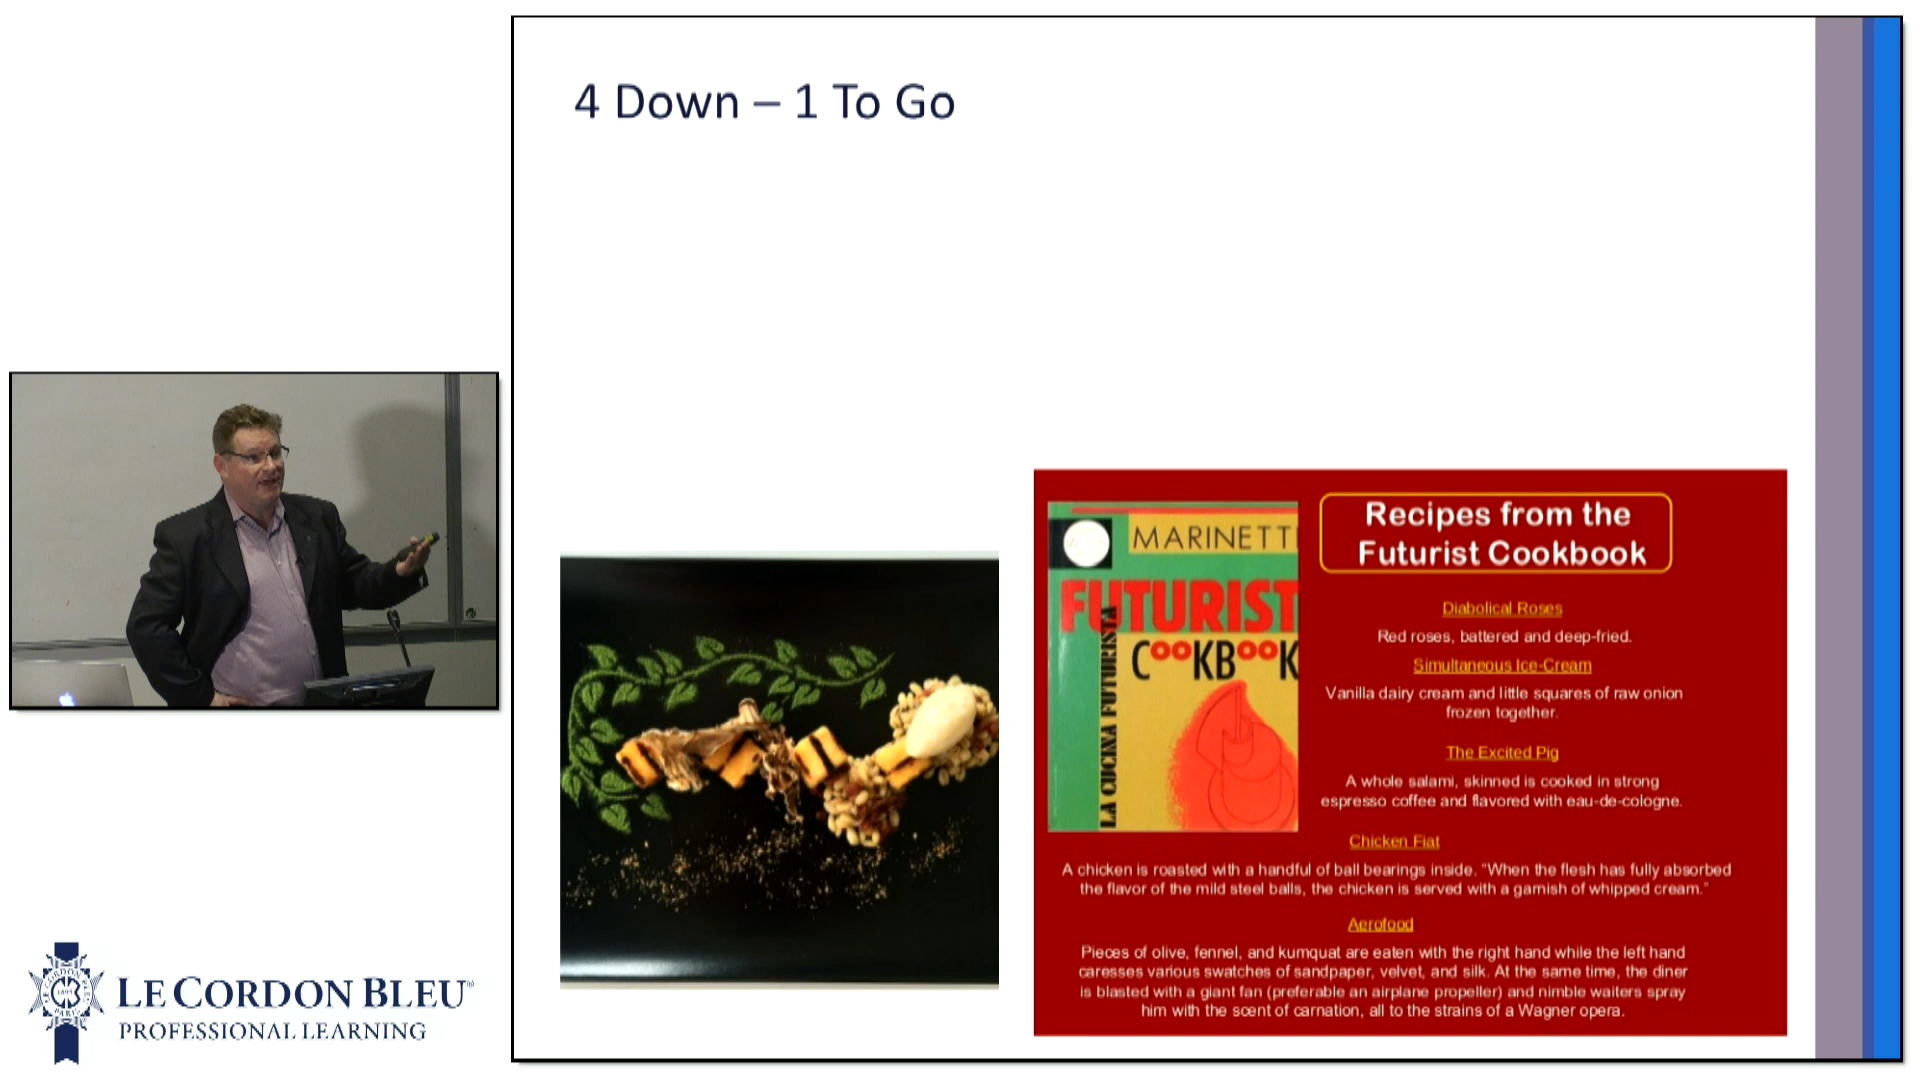 4 Down – 1 To Go
MARINETTI
FUTURIST
COOKBOOK
LA CUCINA FUTURISTA
Recipes from the
Futurist Cookbook
Diabolical Roses
Red roses, battered and deep-fried.
Simultaneous Ice-Cream
Vanilla dairy cream and little squares of raw onion
frozen together.
The Excited Pig
A whole salami, skinned is cooked in strong
espresso coffee and flavored with eau-de-cologne.
Chicken Fiat
A chicken is roasted with a handful of ball bearings inside. "When the flesh has fully absorbed
the flavor of the mild steel balls, the chicken is served with a garnish of whipped cream."
Aerofood
Pieces of olive, fennel, and kumquat are eaten with the right hand while the left hand
caresses various swatches of sandpaper, velvet, and silk. At the same time, the diner
is blasted with a giant fan (preferable an airplane propeller) and nimble waiters spray
him with the scent of carnation, all to the strains of a Wagner opera.
LE CORDON BLEU
PROFESSIONAL LEARNING